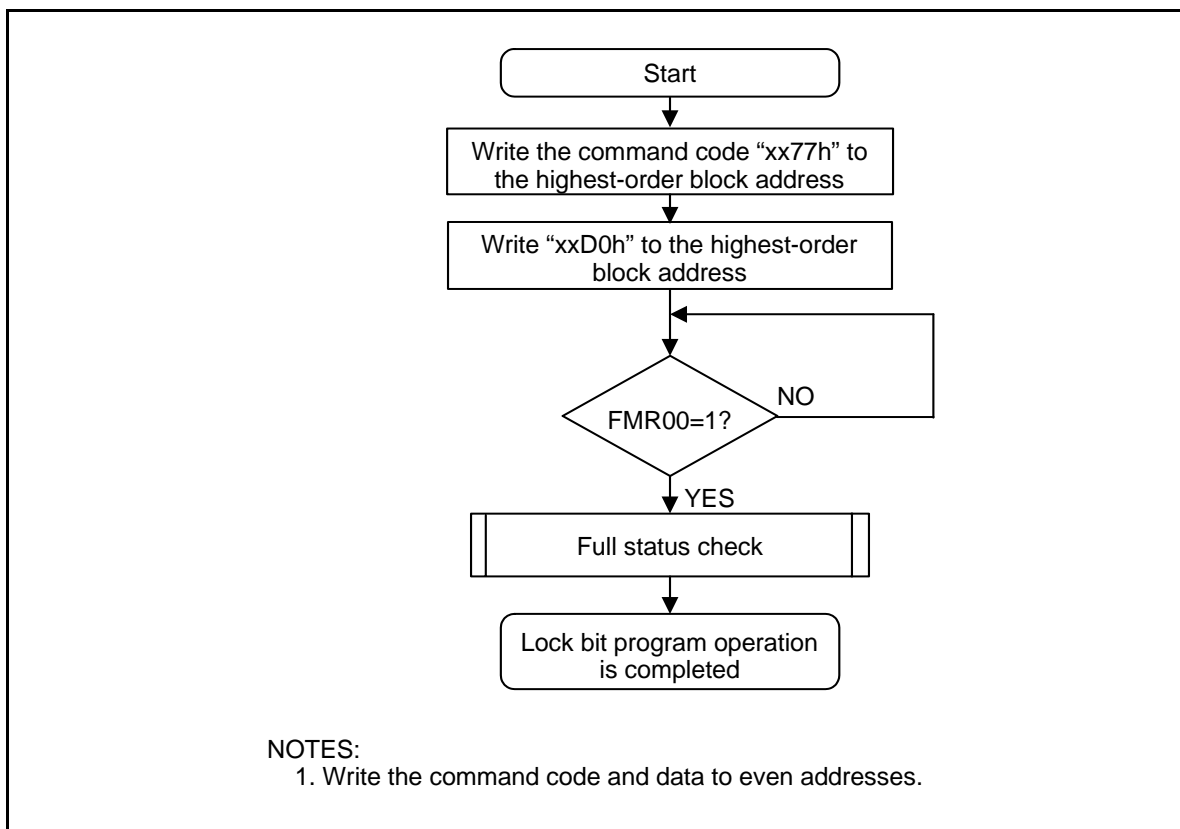 Start
Write the command code “xx77h” to
the highest-order block address
Write “xxD0h” to the highest-order
block address
NO
FMR00=1?
YES
Full status check
Lock bit program operation
is completed
NOTES:
1. Write the command code and data to even addresses.